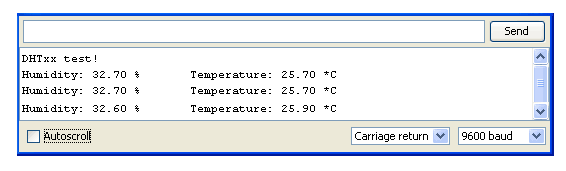 Send
DHTxx test!
Humidity: 32.70 % Temperature: 25.70 *C
Humidity: 32.70 % Temperature: 25.70 *C
Humidity: 32.60 % Temperature: 25.90 *C
Autoscroll Carriage return 9600 baud